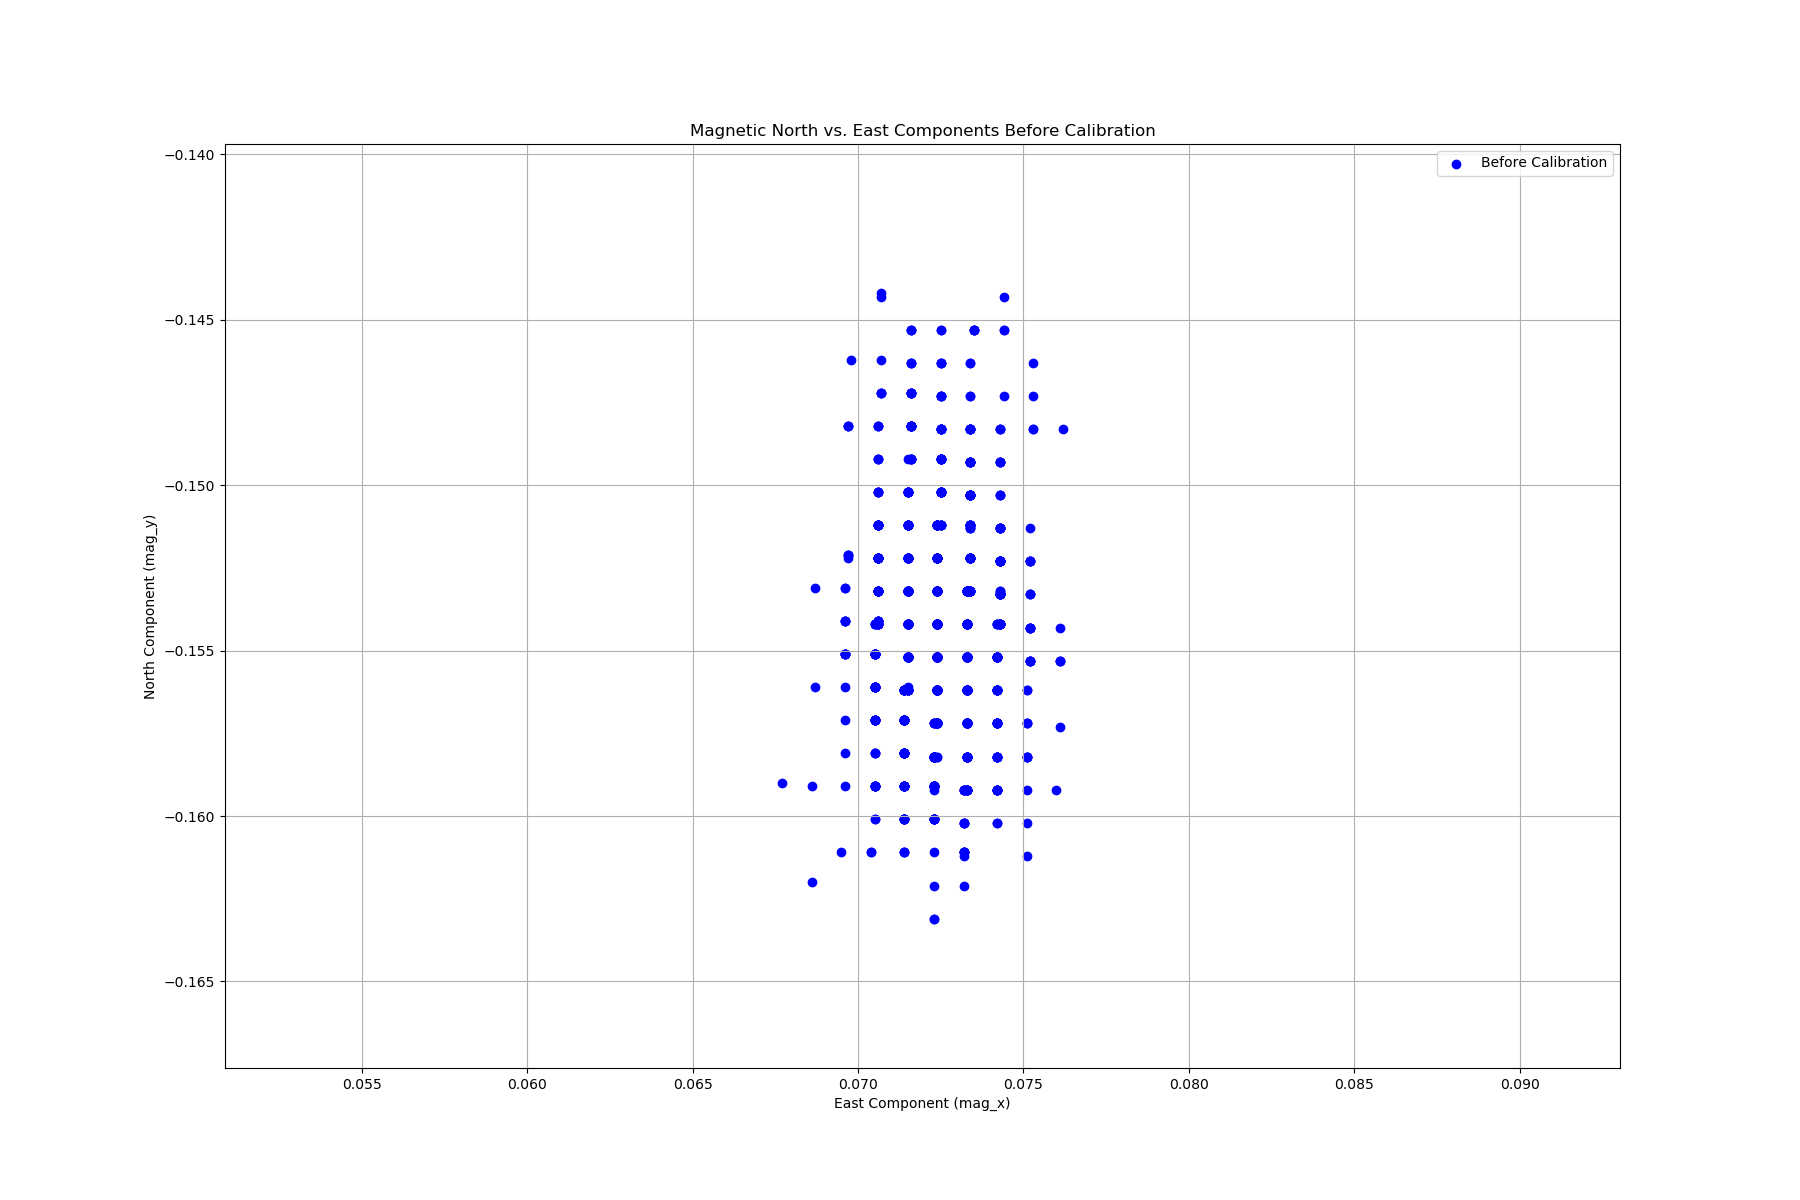 Magnetic North vs. East Components Before Calibration
Before Calibration
−0.140
−0.145
−0.150
−0.155
−0.160
−0.165
North Component (mag_y)
0.055 0.060 0.065 0.070 0.075 0.080 0.085 0.090
East Component (mag_x)